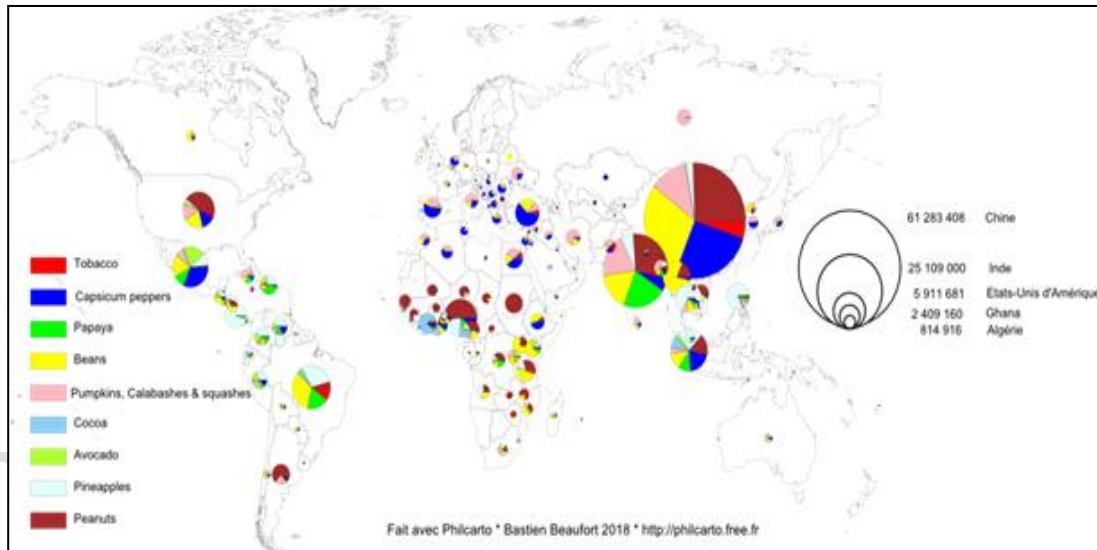 Tobacco
Capsicum peppers
Papaya
Beans
Pumpkins, Calabashes & squashes
Cocoa
Avocado
Pineapples
Peanuts
61 283 408 Chine
25 109 000 Inde
5 911 681 Etats-Unis d'Amérique
2 409 160 Ghana
814 916 Algérie
Fait avec Philcarto * Bastien Beaufort 2018 * http://philcarto.free.fr